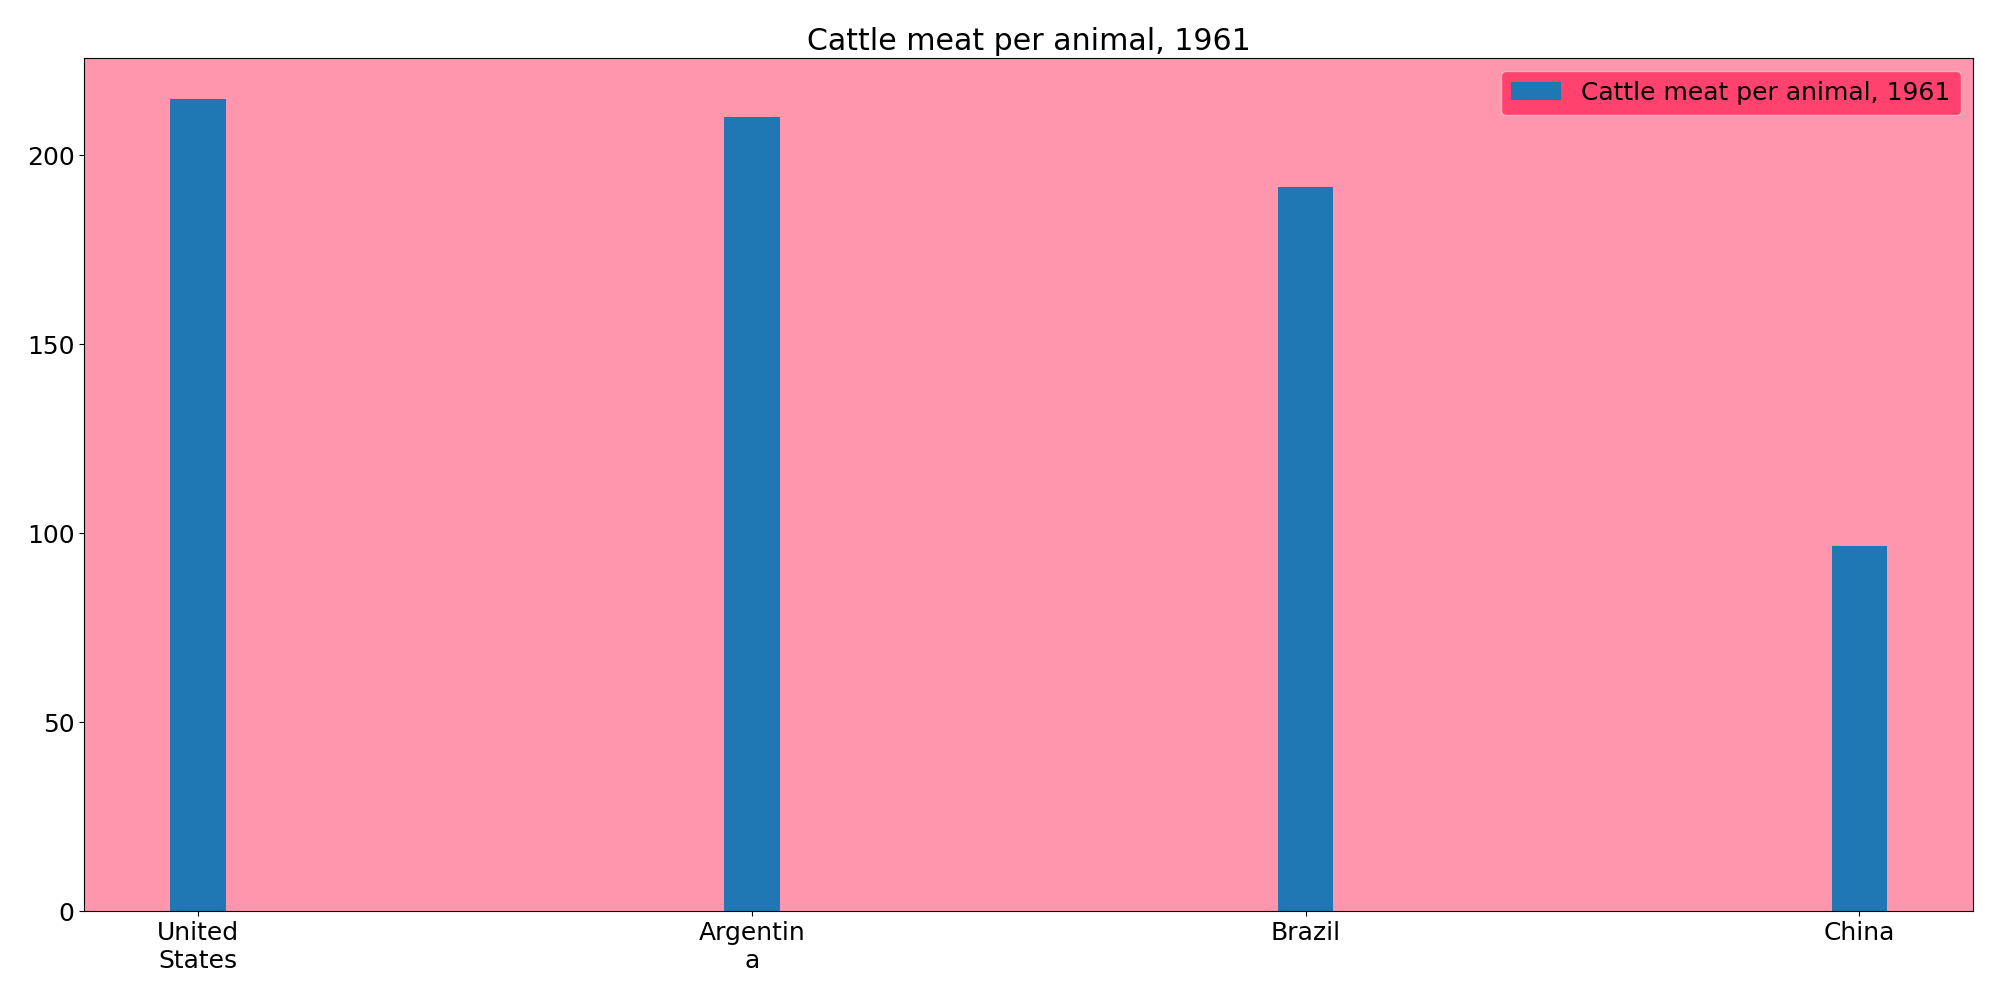 Cattle meat per animal, 1961
Cattle meat per animal, 1961
200
150
100
50
0
United
States
Argentin
a
Brazil
China